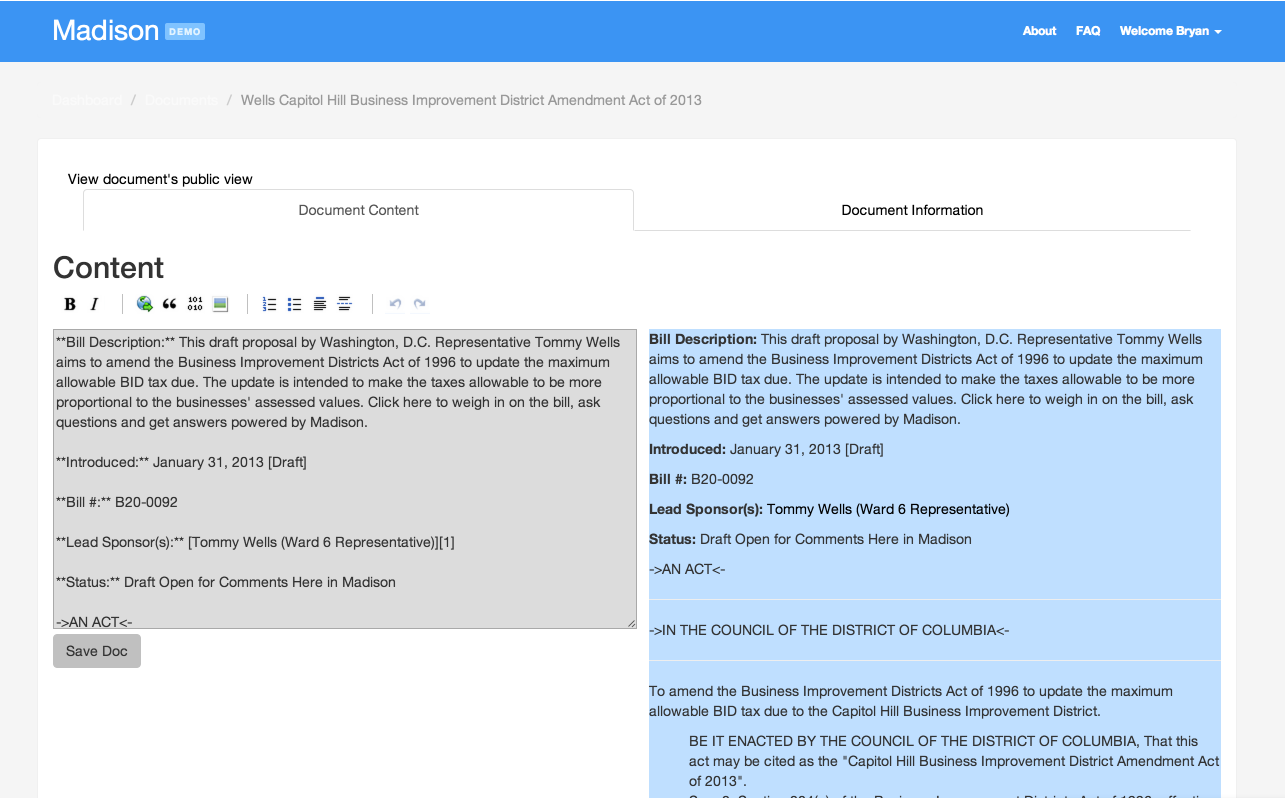 Madison DEMO
About FAQ Welcome Bryan
Dashboard / Documents / Wells Capitol Hill Business Improvement District Amendment Act of 2013
View document's public view
Document Content Document Information
Content
B I 101
010
**Bill Description:** This draft proposal by Washington, D.C. Representative Tommy Wells
aims to amend the Business Improvement Districts Act of 1996 to update the maximum
allowable BID tax due. The update is intended to make the taxes allowable to be more
proportional to the businesses' assessed values. Click here to weigh in on the bill, ask
questions and get answers powered by Madison.
**Introduced:** January 31, 2013 [Draft]
**Bill #:** B20-0092
**Lead Sponsor(s):** [Tommy Wells (Ward 6 Representative)][1]
**Status:** Draft Open for Comments Here in Madison
->AN ACT<-
Save Doc
Bill Description: This draft proposal by Washington, D.C. Representative Tommy Wells
aims to amend the Business Improvement Districts Act of 1996 to update the maximum
allowable BID tax due. The update is intended to make the taxes allowable to be more
proportional to the businesses' assessed values. Click here to weigh in on the bill, ask
questions and get answers powered by Madison.
Introduced: January 31, 2013 [Draft]
Bill #: B20-0092
Lead Sponsor(s): Tommy Wells (Ward 6 Representative)
Status: Draft Open for Comments Here in Madison
->AN ACT<-
->IN THE COUNCIL OF THE DISTRICT OF COLUMBIA<-
To amend the Business Improvement Districts Act of 1996 to update the maximum
allowable BID tax due to the Capitol Hill Business Improvement District.
BE IT ENACTED BY THE COUNCIL OF THE DISTRICT OF COLUMBIA, That this
act may be cited as the "Capitol Hill Business Improvement District Amendment Act
of 2013".